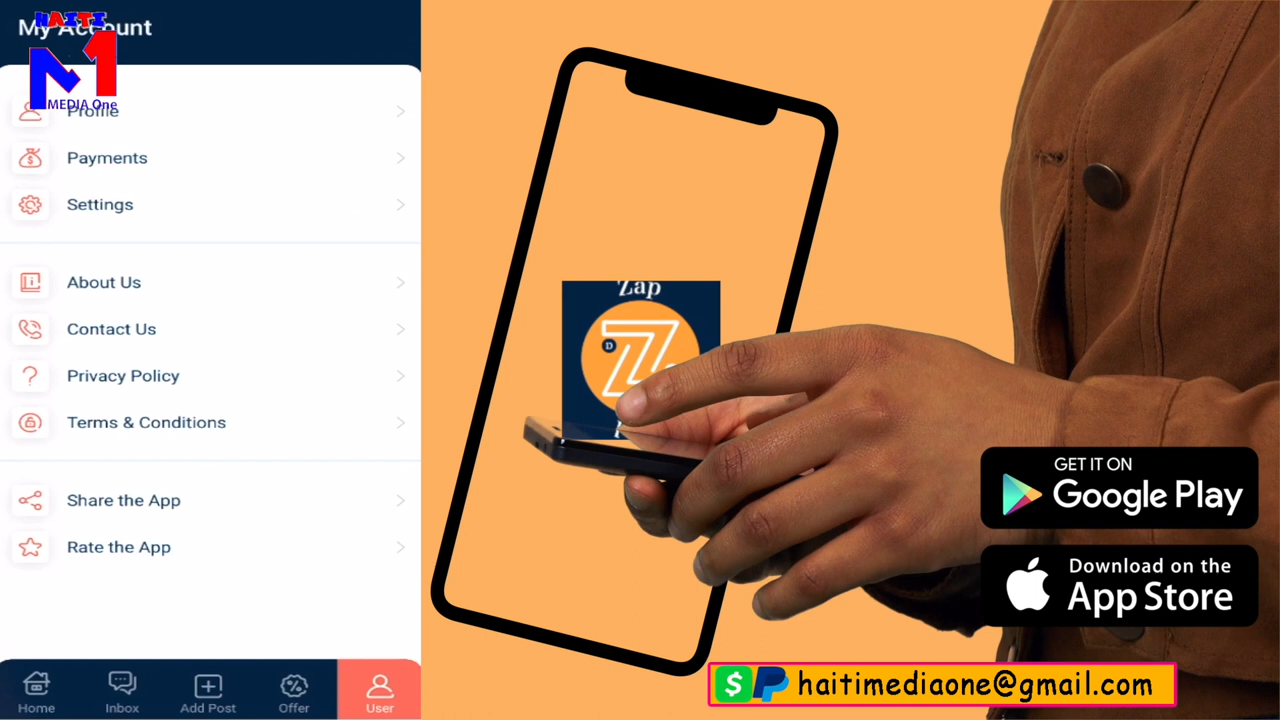 My Account
HAITI
M1
MEDIA One
Profile
Payments
Settings
About Us
Contact Us
Privacy Policy
Terms & Conditions
Share the App
Rate the App
Home
Inbox
Add Post
Offer
User
Zap
D
Z
GET IT ON
Google Play
Download on the
App Store
$ haitimediaone@gmail.com